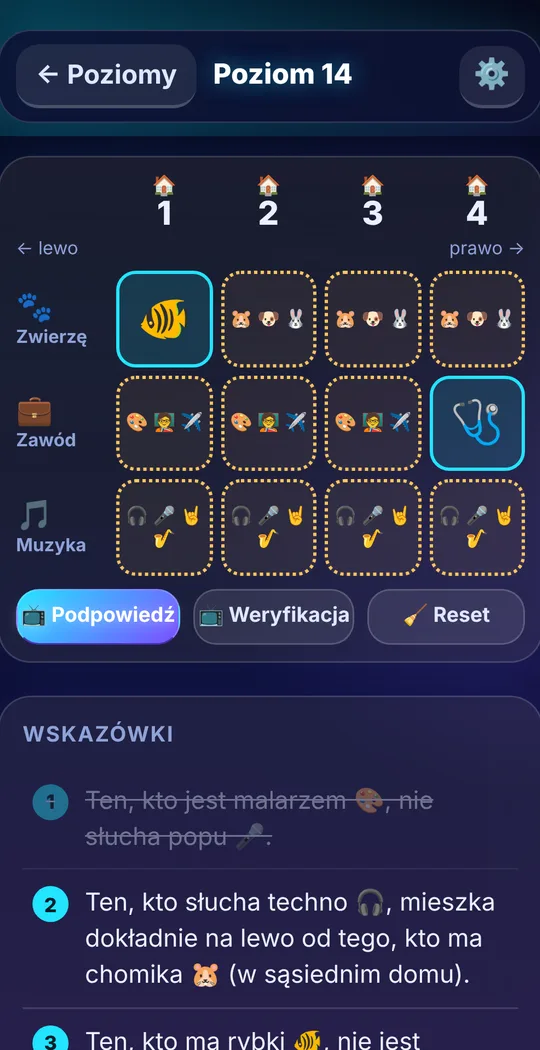 ← Poziomy
Poziom 14
1 2 3 4
← lewo
prawo →
Zwierzę
Zawód
Muzyka
Podpowiedź
Weryfikacja
Reset
WSKAZÓWKI
1
Ten, kto jest malarzem 🎨, nie
słucha popu 🎤.
2
Ten, kto słucha techno 🎧, mieszka
dokładnie na lewo od tego, kto ma
chomika 🐹 (w sąsiednim domu).
3
Ten, kto ma rybki 🐠, nie jest